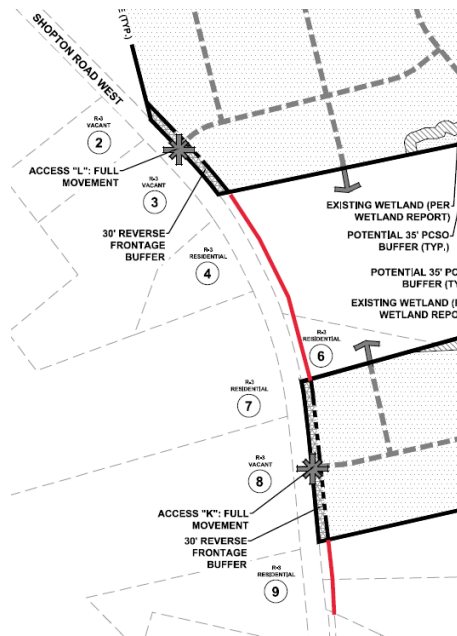 E (TYP.)
SHOPTON ROAD WEST
R-3
VACANT
2
ACCESS "L": FULL
MOVEMENT
R-3
VACANT
3
30' REVERSE
FRONTAGE
BUFFER
R-3
RESIDENTIAL
4
EXISTING WETLAND (PER
WETLAND REPORT)
POTENTIAL 35' PCSO
BUFFER (TYP.)
POTENTIAL 35' PC
BUFFER (TY
EXISTING WETLAND (
WETLAND REPO
R-3
RESIDENTIAL
6
R-3
RESIDENTIAL
7
R-3
VACANT
8
ACCESS "K": FULL
MOVEMENT
30' REVERSE
FRONTAGE
BUFFER
R-3
RESIDENTIAL
9